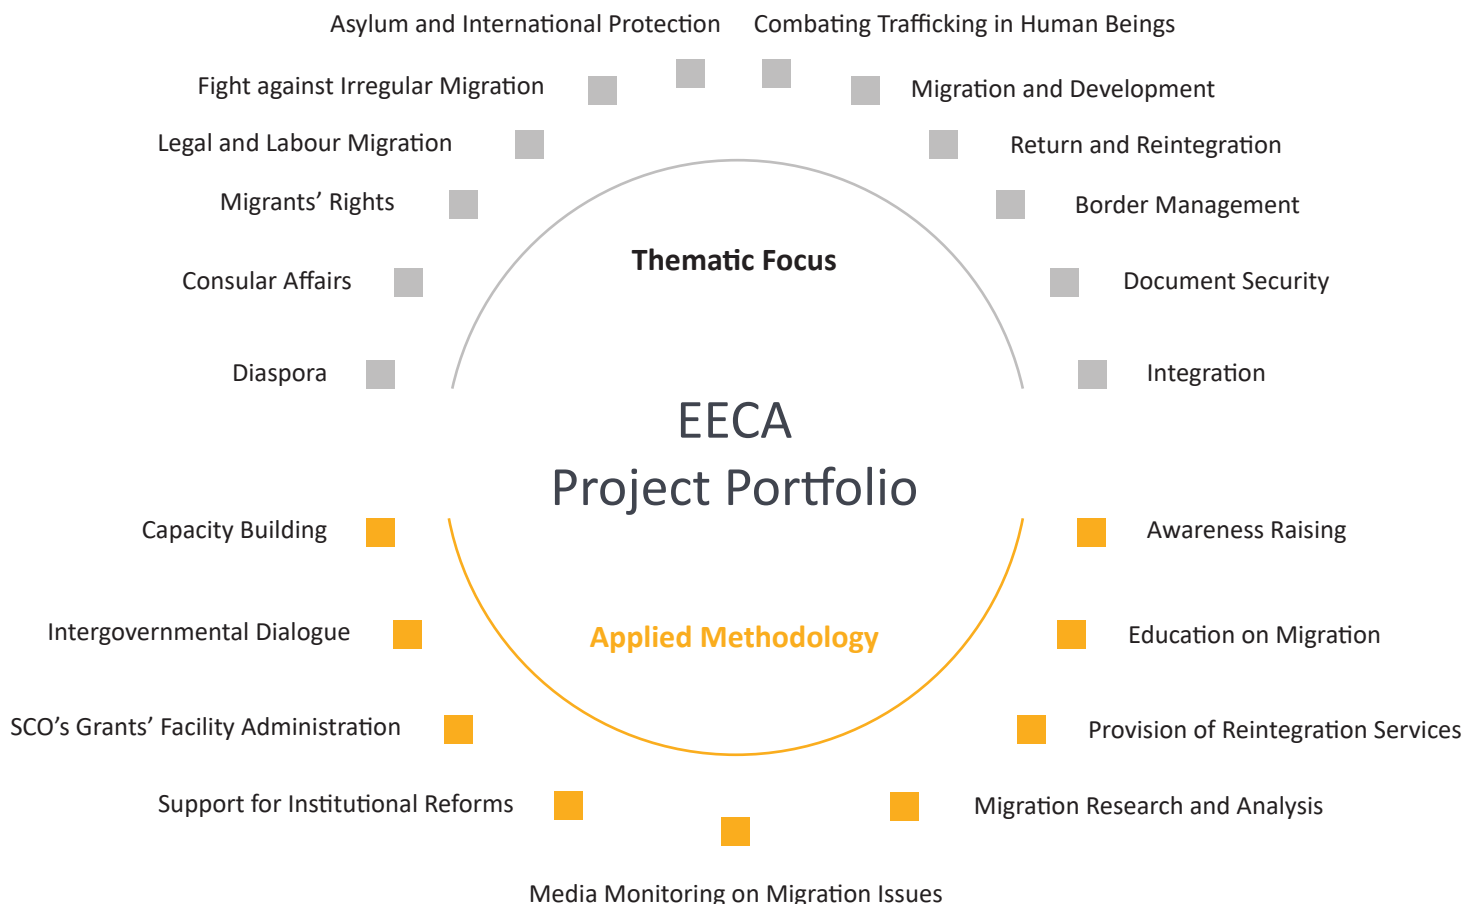 Asylum and International Protection
Combating Trafficking in Human Beings
Fight against Irregular Migration
Migration and Development
Legal and Labour Migration
Return and Reintegration
Migrants’ Rights
Border Management
Thematic Focus
Consular Affairs
Document Security
Diaspora
Integration
EECA
Project Portfolio
Capacity Building
Awareness Raising
Intergovernmental Dialogue
Applied Methodology
Education on Migration
SCO’s Grants’ Facility Administration
Provision of Reintegration Services
Support for Institutional Reforms
Migration Research and Analysis
Media Monitoring on Migration Issues